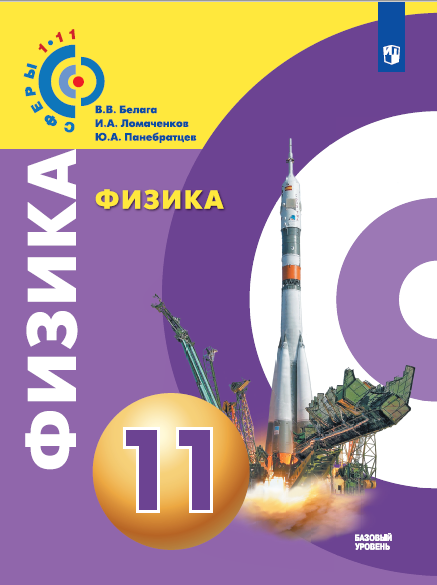 СФЕРЫ 1-11
В.В. Белага
И.А. Ломаченков
Ю.А. Панебратцев
ФИЗИКА
ФИЗИКА
11
БАЗОВЫЙ
УРОВЕНЬ